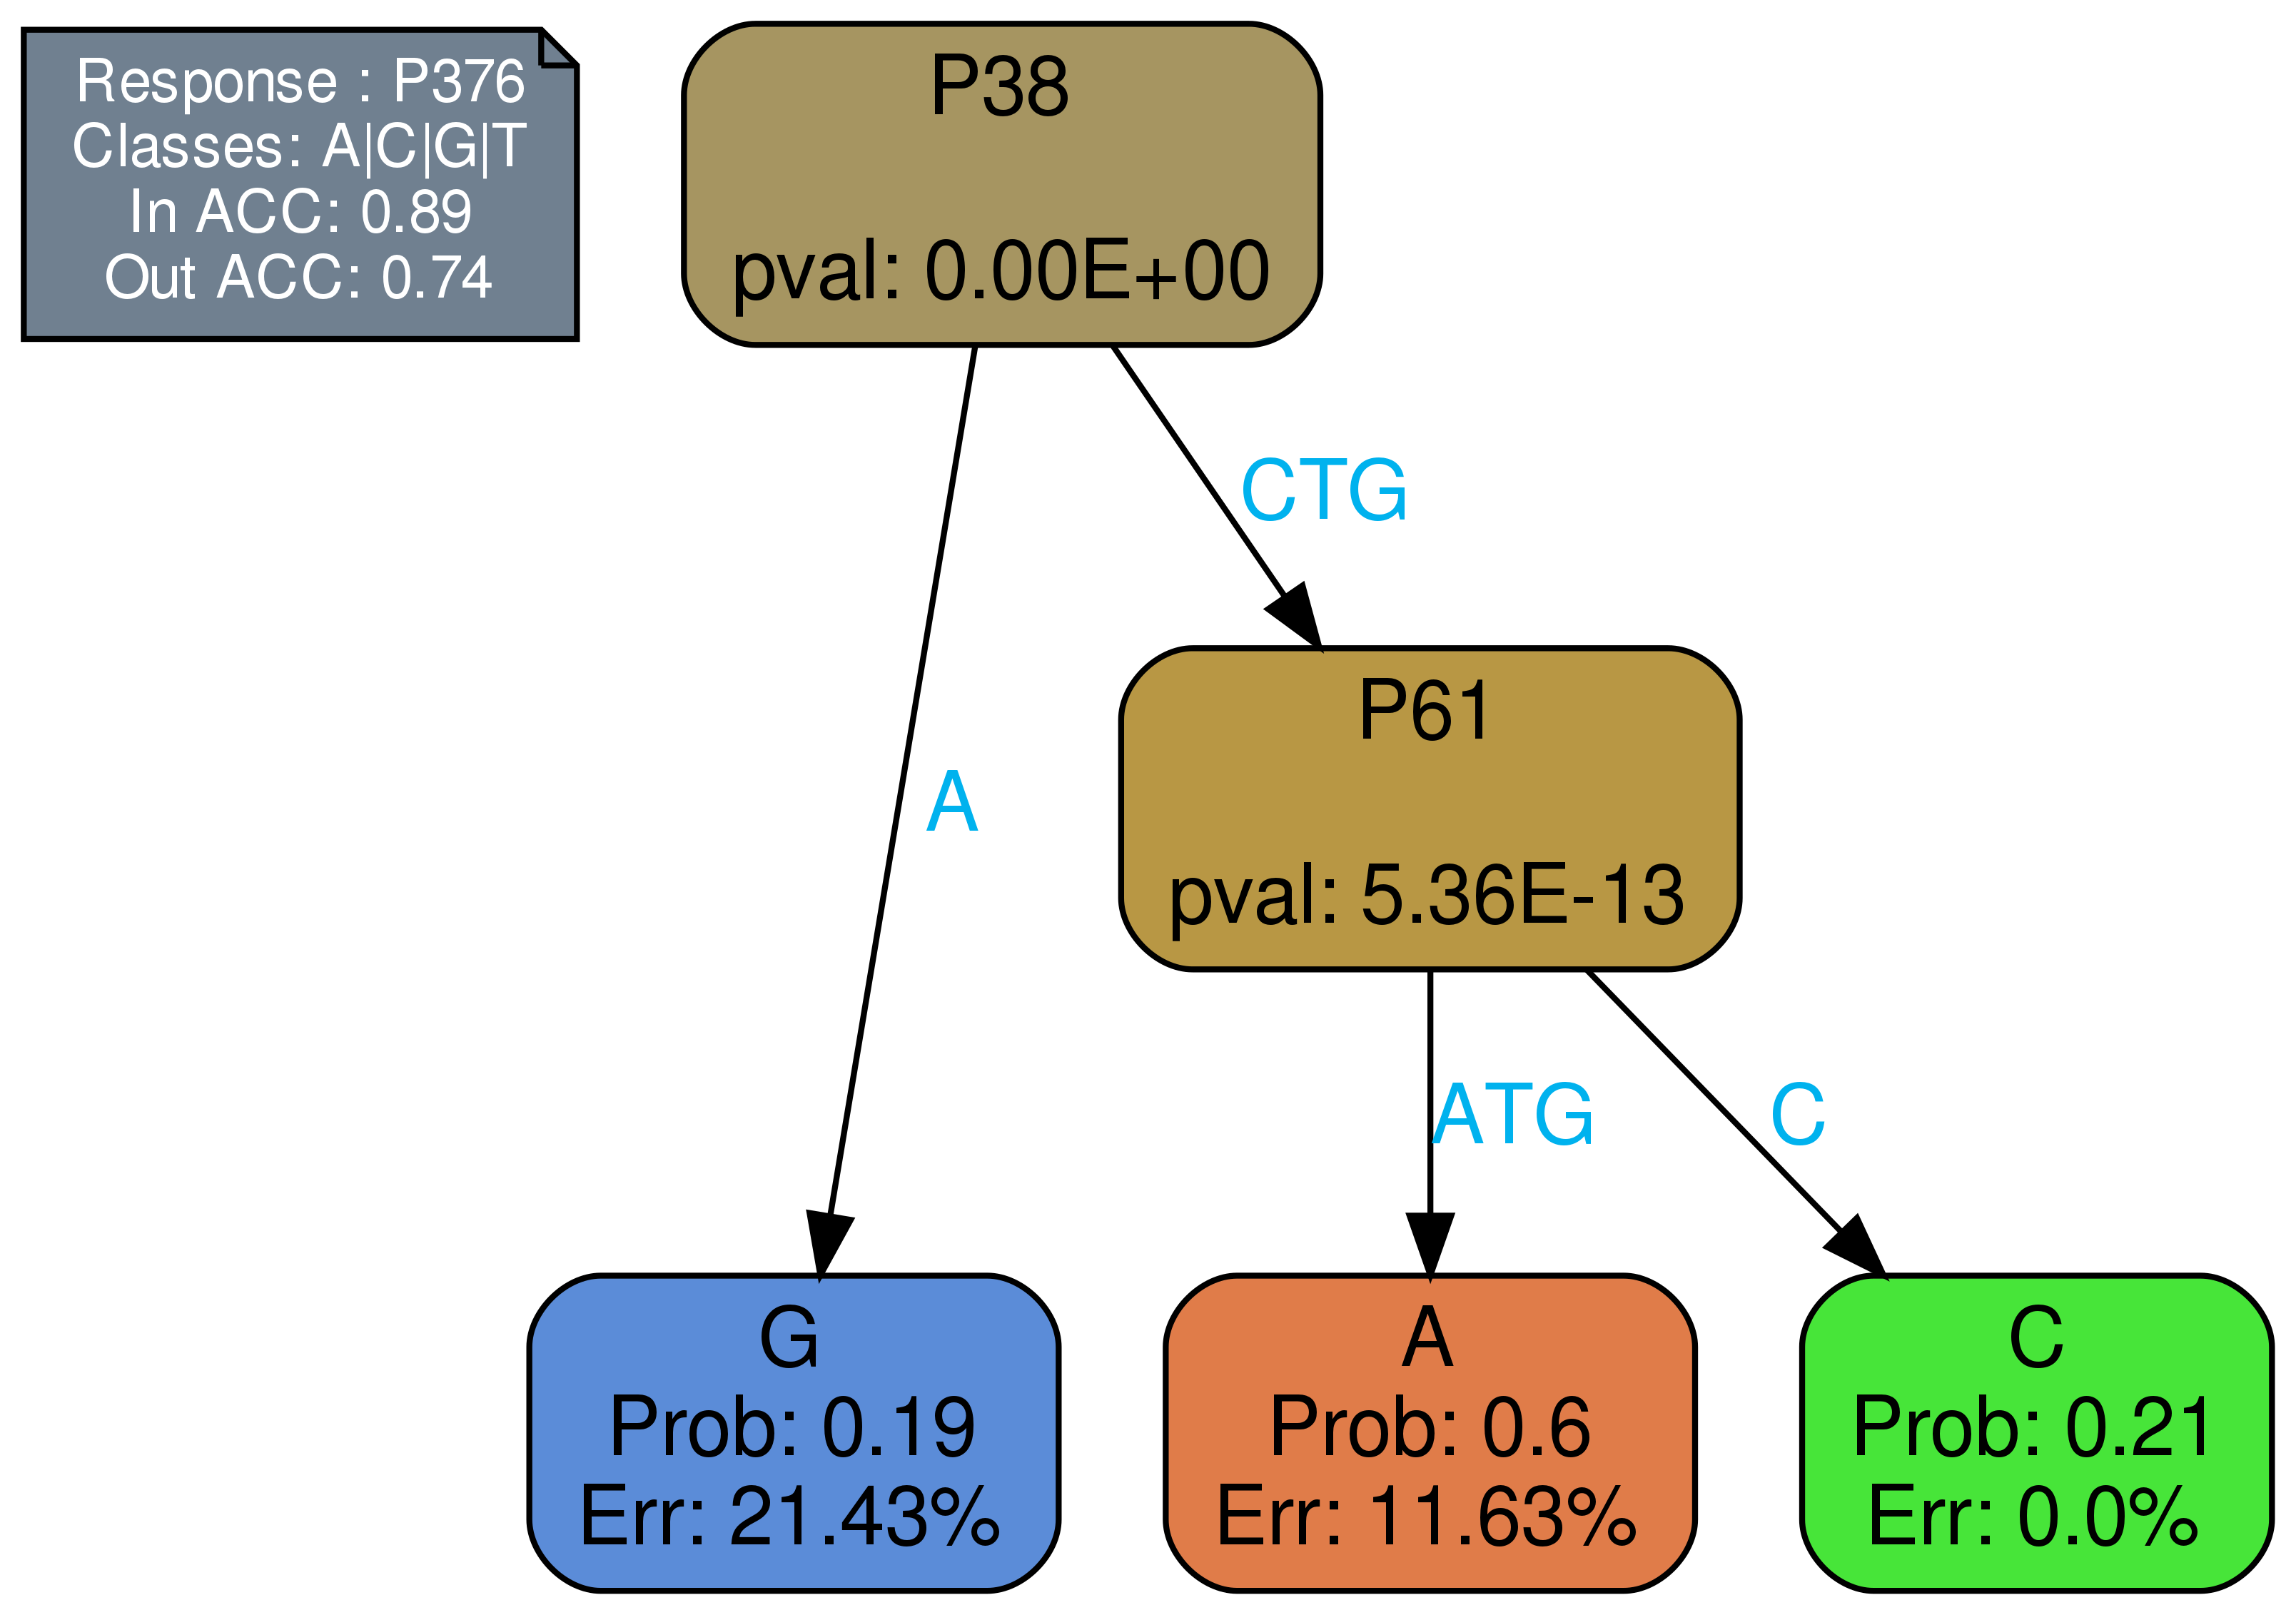 Response : P376
Classes: A|C|G|T
In ACC: 0.89
Out ACC: 0.74
P38
pval: 0.00E+00
CTG
A
P61
pval: 5.36E-13
ATG
C
G
Prob: 0.19
Err: 21.43%
A
Prob: 0.6
Err: 11.63%
C
Prob: 0.21
Err: 0.0%